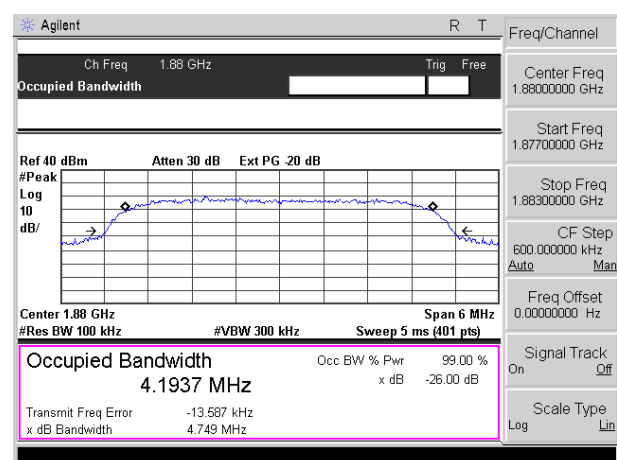 Agilent R T
Freq/Channel
Ch Freq 1.88 GHz Trig Free
Occupied Bandwidth
Center Freq
1.88000000 GHz
Start Freq
1.87700000 GHz
Ref 40 dBm Atten 30 dB Ext PG -20 dB
#Peak
Log
10
dB/
Stop Freq
1.88300000 GHz
CF Step
600.000000 kHz
Auto Man
Center 1.88 GHz Span 6 MHz
#Res BW 100 kHz #VBW 300 kHz Sweep 5 ms (401 pts)
Freq Offset
0.00000000 Hz
Occupied Bandwidth Occ BW % Pwr 99.00 %
4.1937 MHz x dB -26.00 dB
Transmit Freq Error -13.587 kHz
x dB Bandwidth 4.749 MHz
Signal Track
On Off
Scale Type
Log Lin